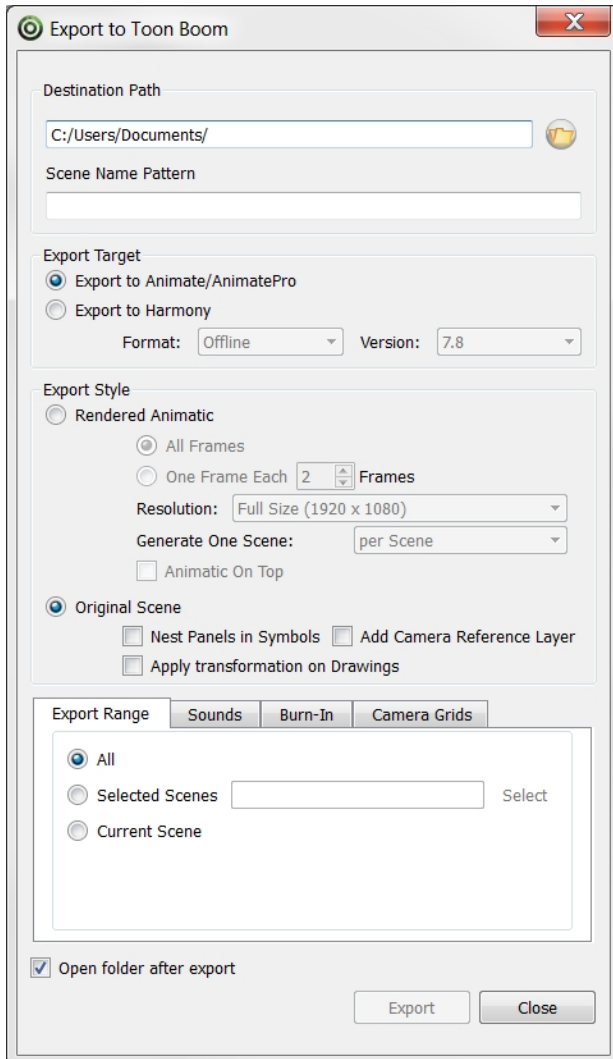 Export to Toon Boom
Destination Path
C:/Users/Documents/
Scene Name Pattern
Export Target
Export to Animate/AnimatePro
Export to Harmony
Format: Offline Version: 7.8
Export Style
Rendered Animatic
All Frames
One Frame Each 2 Frames
Resolution: Full Size (1920 x 1080)
Generate One Scene: per Scene
Animatic On Top
Original Scene
Nest Panels in Symbols Add Camera Reference Layer
Apply transformation on Drawings
Export Range Sounds Burn-In Camera Grids
All
Selected Scenes Select
Current Scene
Open folder after export
Export Close